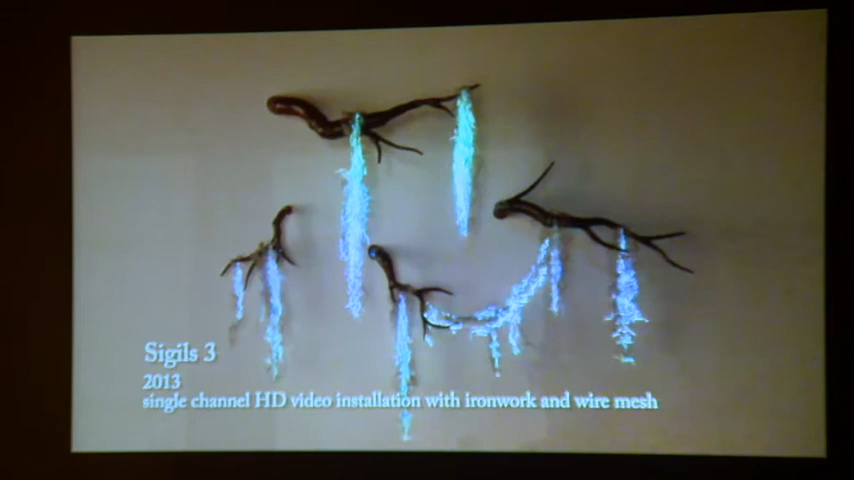 Sigils 3
2013
single channel HD video installation with ironwork and wire mesh